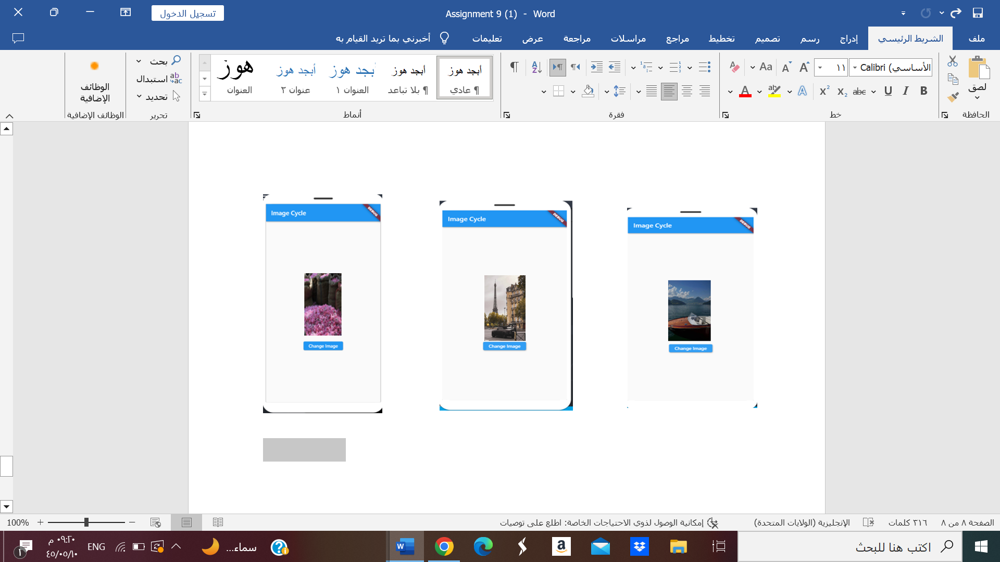 تسجيل الدخول
Assignment 9 (1) - Word
ملف
الشريط الرئيسي
إدراج
رسم
تصميم
تخطيط
مراجع
مراسلات
مراجعة
عرض
تعليمات
أخبرني بما تريد القيام به
لصق
الحافظة
Calibri (الأساسي
١١
خط
فقرة
أبجد هوز
¶ عادي
أبجد هوز
¶ بلا تباعد
أبجد هوز
العنوان ١
أبجد هوز
عنوان ٢
هوز
العنوان
أنماط
بحث
استبدال
تحديد
تحرير
الوظائف
الإضافية
الوظائف الإضافية
Image Cycle
DEBUG
Change Image
Image Cycle
DEBUG
Change Image
Image Cycle
DEBUG
Change Image
الصفحة ٨ من ٨
٣١٦ كلمات
الإنجليزية (الولايات المتحدة)
إمكانية الوصول لذوي الاحتياجات الخاصة: اطلع على توصيات
100%
اكتب هنا للبحث
سماء...
ENG
٠٩:٢٠ م
٤٥/٠٥/١٠
١